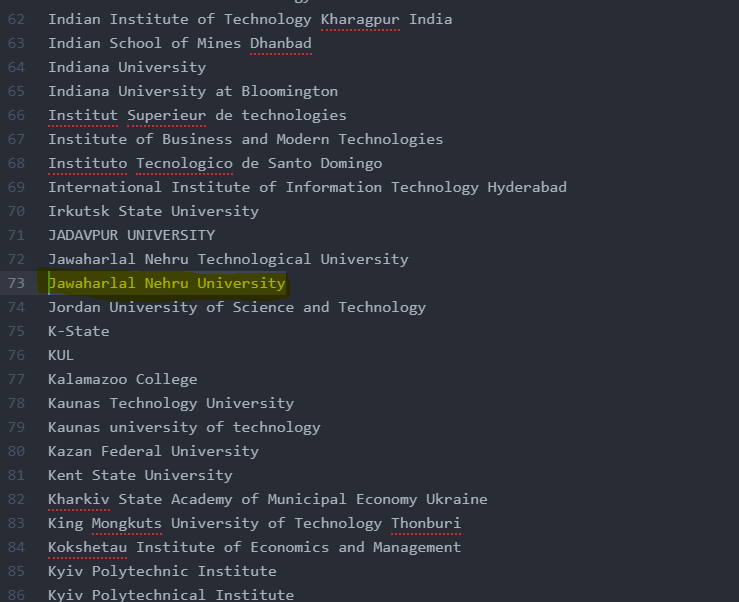 62 Indian Institute of Technology Kharagpur India
63 Indian School of Mines Dhanbad
64 Indiana University
65 Indiana University at Bloomington
66 Institut Superieur de technologies
67 Institute of Business and Modern Technologies
68 Instituto Tecnologico de Santo Domingo
69 International Institute of Information Technology Hyderabad
70 Irkutsk State University
71 JADAVPUR UNIVERSITY
72 Jawaharlal Nehru Technological University
73 Jawaharlal Nehru University
74 Jordan University of Science and Technology
75 K-State
76 KUL
77 Kalamazoo College
78 Kaunas Technology University
79 Kaunas university of technology
80 Kazan Federal University
81 Kent State University
82 Kharkiv State Academy of Municipal Economy Ukraine
83 King Mongkuts University of Technology Thonburi
84 Kokshetau Institute of Economics and Management
85 Kyiv Polytechnic Institute
86 Kyiv Polytechnical Institute